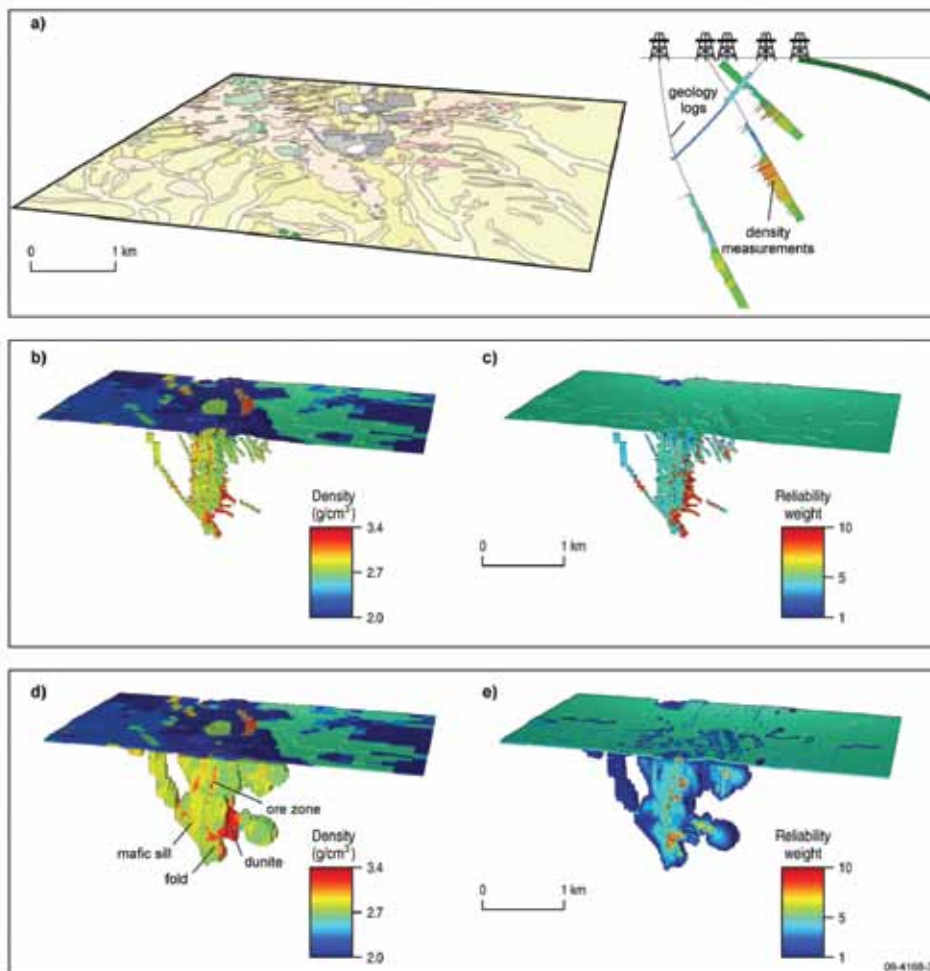 a)
geology
logs
density
measurements
0
1 km
b)
c)
Density
(g/cm³)
3.4
2.7
2.0
Reliability
weight
10
5
1
0
1 km
d)
e)
ore zone
mafic sill
dunite
fold
Density
(g/cm³)
3.4
2.7
2.0
Reliability
weight
10
5
1
0
1 km